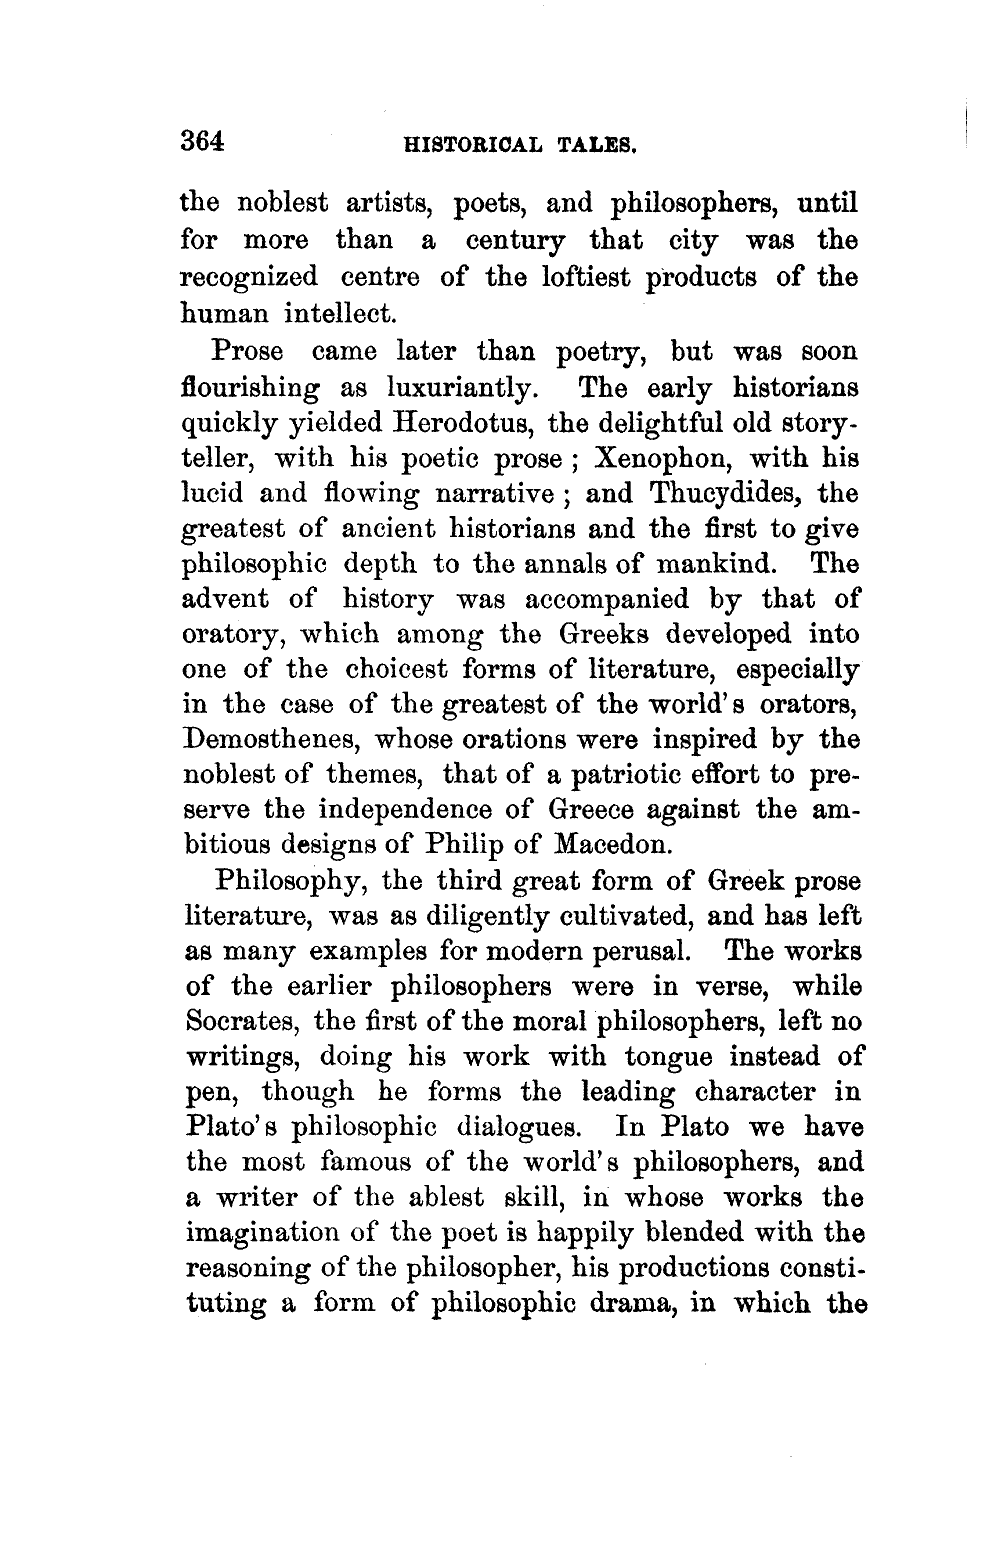 364 HISTORICAL TALES.
the noblest artists, poets, and philosophers, until
for more than a century that city was the
recognized centre of the loftiest products of the
human intellect.
Prose came later than poetry, but was soon
flourishing as luxuriantly. The early historians
quickly yielded Herodotus, the delightful old story-
teller, with his poetic prose ; Xenophon, with his
lucid and flowing narrative ; and Thucydides, the
greatest of ancient historians and the first to give
philosophic depth to the annals of mankind. The
advent of history was accompanied by that of
oratory, which among the Greeks developed into
one of the choicest forms of literature, especially
in the case of the greatest of the world's orators,
Demosthenes, whose orations were inspired by the
noblest of themes, that of a patriotic effort to pre-
serve the independence of Greece against the am-
bitious designs of Philip of Macedon.
Philosophy, the third great form of Greek prose
literature, was as diligently cultivated, and has left
as many examples for modern perusal. The works
of the earlier philosophers were in verse, while
Socrates, the first of the moral philosophers, left no
writings, doing his work with tongue instead of
pen, though he forms the leading character in
Plato's philosophic dialogues. In Plato we have
the most famous of the world's philosophers, and
a writer of the ablest skill, in whose works the
imagination of the poet is happily blended with the
reasoning of the philosopher, his productions consti-
tuting a form of philosophic drama, in which the